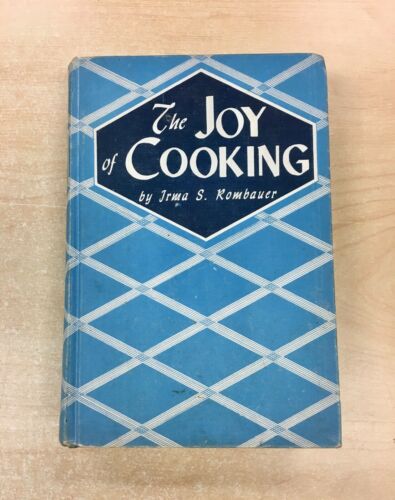 The JOY
of COOKING
by Irma S. Rombauer